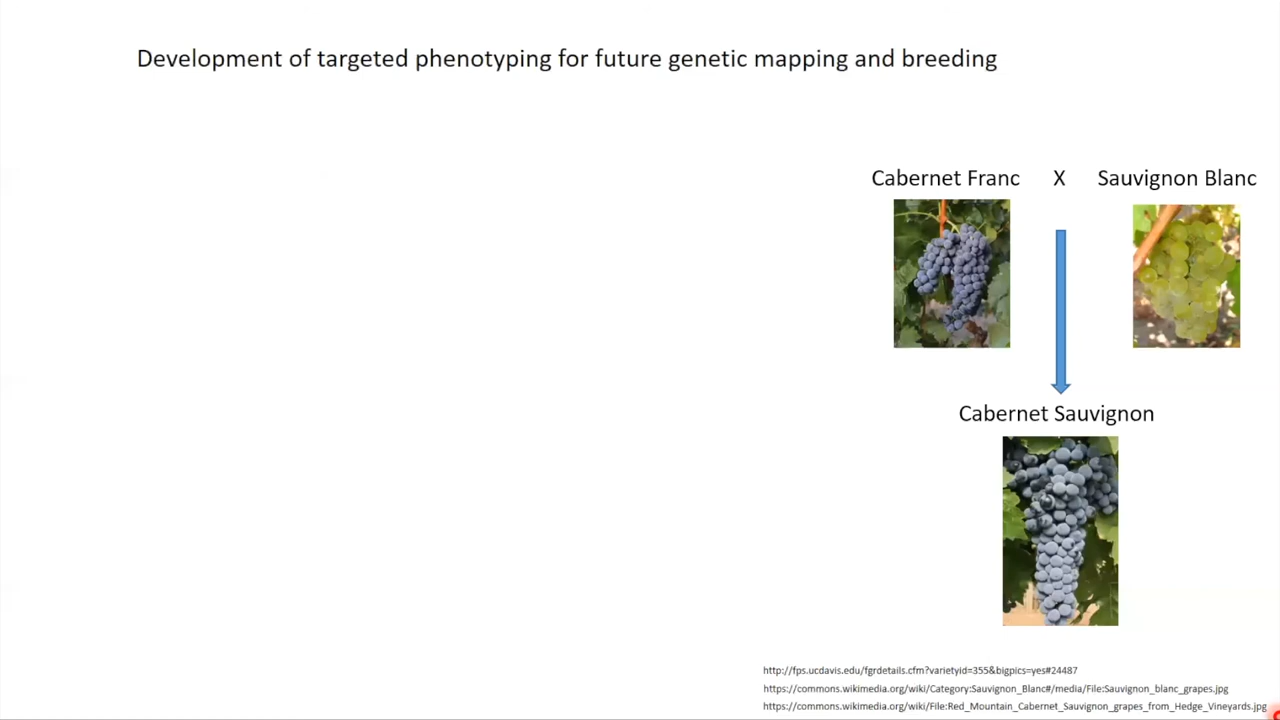 Development of targeted phenotyping for future genetic mapping and breeding
Cabernet Franc X Sauvignon Blanc
Cabernet Sauvignon
http://fps.ucdavis.edu/fgrdetails.cfm?varietyid=355&bigpics=yes#24487
https://commons.wikimedia.org/wiki/Category:Sauvignon_Blanc#/media/File:Sauvignon_blanc_grapes.jpg
https://commons.wikimedia.org/wiki/File:Red_Mountain_Cabernet_Sauvignon_grapes_from_Hedge_Vineyards.jpg